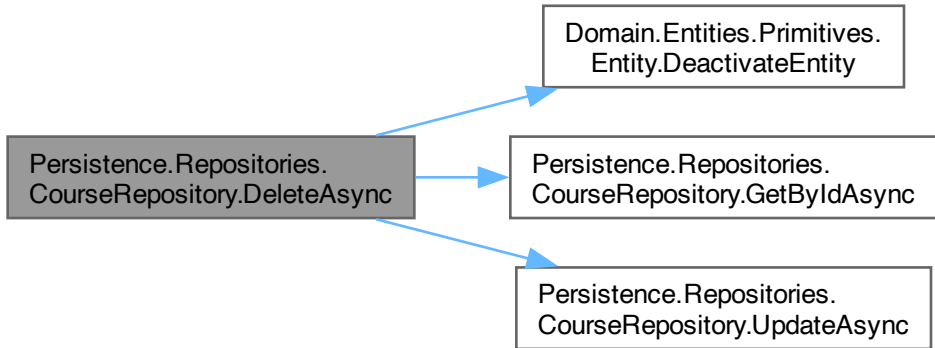 Domain.Entities.Primitives.
Entity.DeactivateEntity
Persistence.Repositories.
CourseRepository.DeleteAsync
Persistence.Repositories.
CourseRepository.GetByIdAsync
Persistence.Repositories.
CourseRepository.UpdateAsync